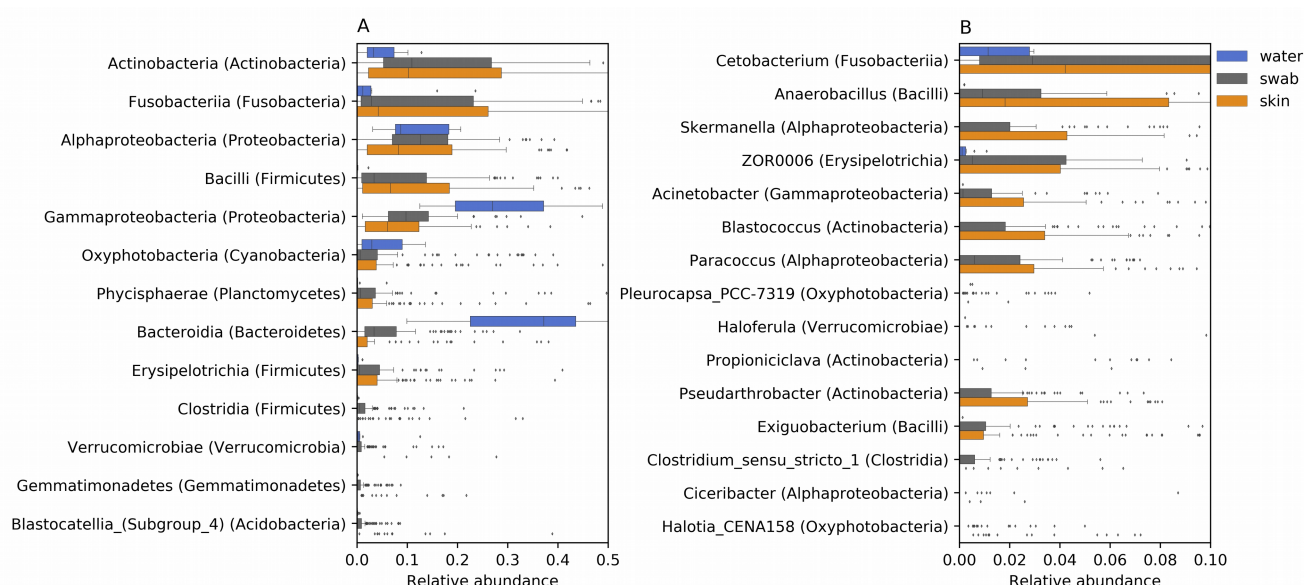 A
Actinobacteria (Actinobacteria)
Fusobacteriia (Fusobacteria)
Alphaproteobacteria (Proteobacteria)
Bacilli (Firmicutes)
Gammaproteobacteria (Proteobacteria)
Oxyphotobacteria (Cyanobacteria)
Phycisphaerae (Planctomycetes)
Bacteroidia (Bacteroidetes)
Erysipelotrichia (Firmicutes)
Clostridia (Firmicutes)
Verrucomicrobiae (Verrucomicrobia)
Gemmatimonadetes (Gemmatimonadetes)
Blastocatellia_(Subgroup_4) (Acidobacteria)
0.0 0.1 0.2 0.3 0.4 0.5
Relative abundance
B
Cetobacterium (Fusobacteriia)
Anaerobacillus (Bacilli)
Skermanella (Alphaproteobacteria)
ZOR0006 (Erysipelotrichia)
Acinetobacter (Gammaproteobacteria)
Blastococcus (Actinobacteria)
Paracoccus (Alphaproteobacteria)
Pleurocapsa_PCC-7319 (Oxyphotobacteria)
Haloferula (Verrucomicrobiae)
Propioniciclava (Actinobacteria)
Pseudarthrobacter (Actinobacteria)
Exiguobacterium (Bacilli)
Clostridium_sensu_stricto_1 (Clostridia)
Ciceribacter (Alphaproteobacteria)
Halotia_CENA158 (Oxyphotobacteria)
0.00 0.02 0.04 0.06 0.08 0.10
Relative abundance
water
swab
skin